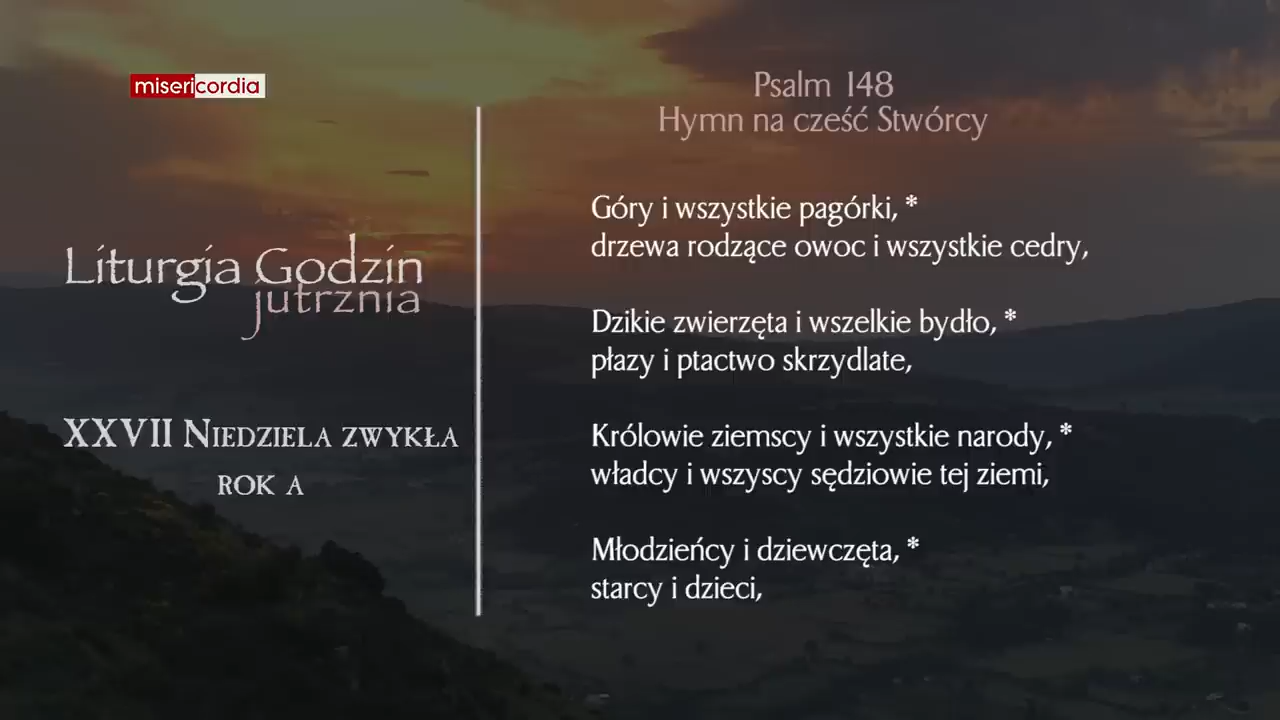 misericordia
Liturgia Godzin
jutrznia
XXVII Niedziela zwykła
rok A
Psalm 148
Hymn na cześć Stwórcy
Góry i wszystkie pagórki, *
drzewa rodzące owoc i wszystkie cedry,
Dzikie zwierzęta i wszelkie bydło, *
płazy i ptactwo skrzydlate,
Królowie ziemscy i wszystkie narody, *
władcy i wszyscy sędziowie tej ziemi,
Młodzieńcy i dziewczęta, *
starcy i dzieci,